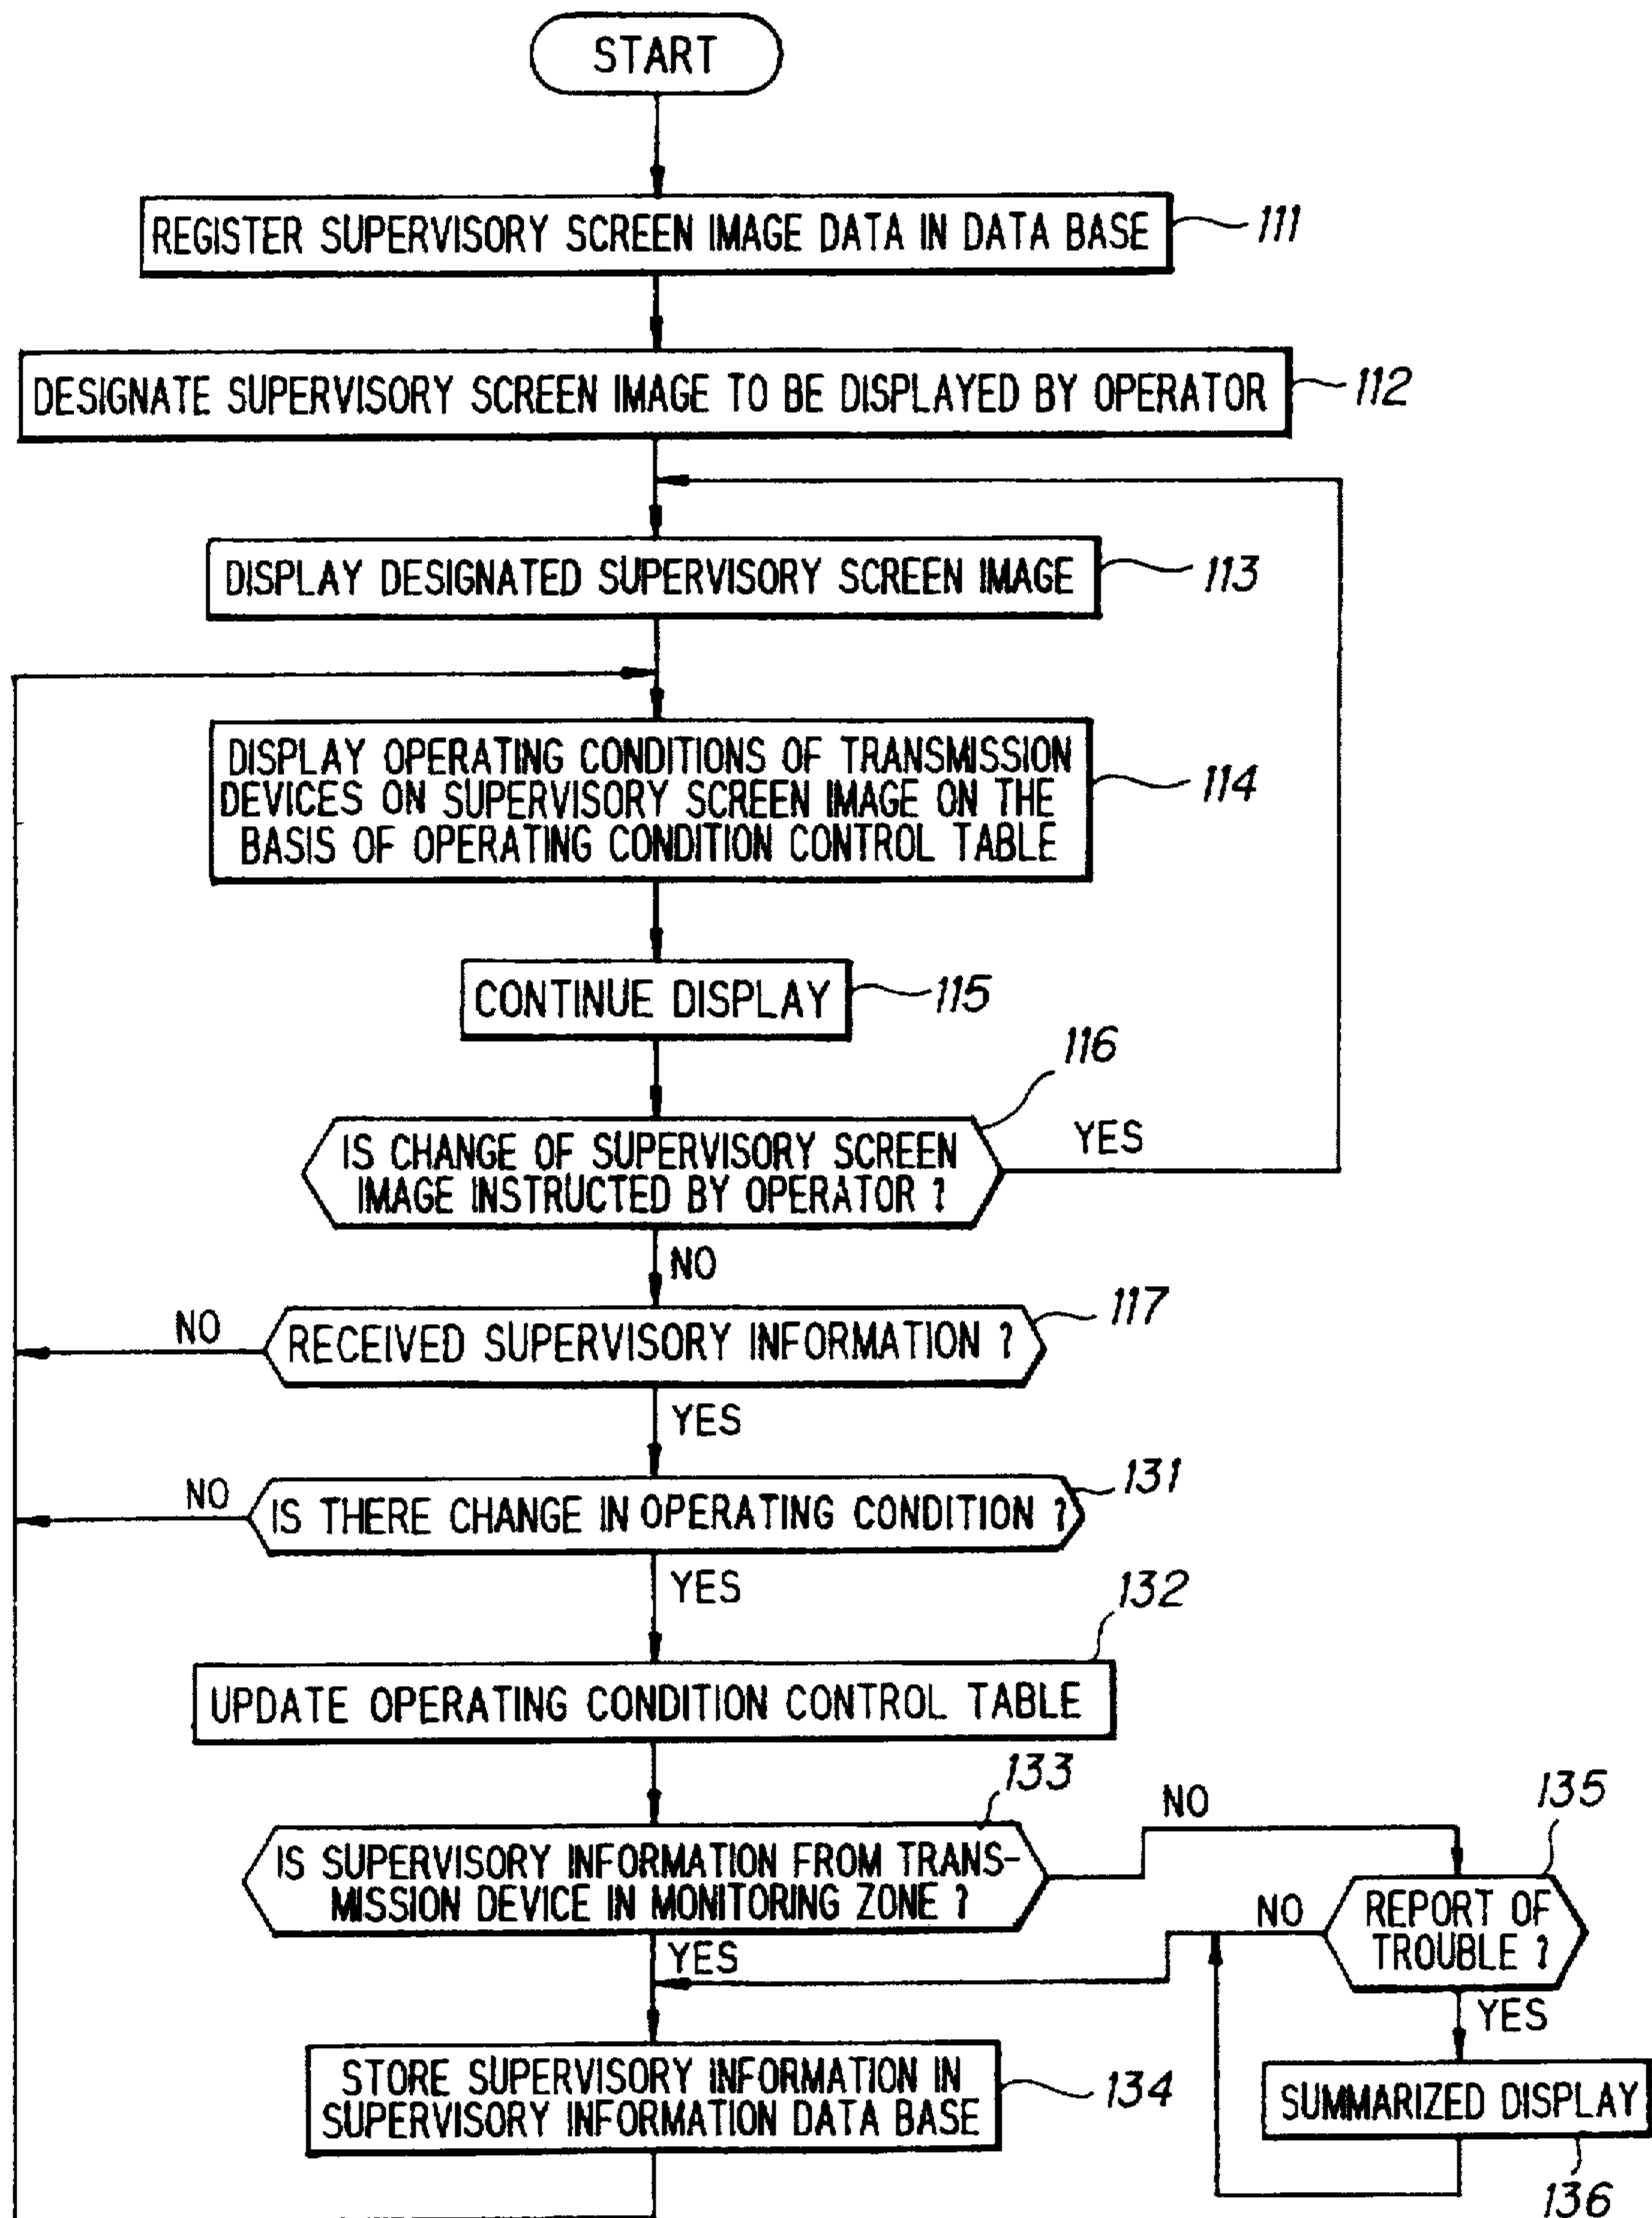 START
REGISTER SUPERVISORY SCREEN IMAGE DATA IN DATA BASE
111
DESIGNATE SUPERVISORY SCREEN IMAGE TO BE DISPLAYED BY OPERATOR
112
DISPLAY DESIGNATED SUPERVISORY SCREEN IMAGE
113
DISPLAY OPERATING CONDITIONS OF TRANSMISSION
DEVICES ON SUPERVISORY SCREEN IMAGE ON THE
BASIS OF OPERATING CONDITION CONTROL TABLE
114
CONTINUE DISPLAY
115
116
IS CHANGE OF SUPERVISORY SCREEN
IMAGE INSTRUCTED BY OPERATOR ?
YES
NO
117
NO
RECEIVED SUPERVISORY INFORMATION ?
YES
131
NO
IS THERE CHANGE IN OPERATING CONDITION ?
YES
132
UPDATE OPERATING CONDITION CONTROL TABLE
133
IS SUPERVISORY INFORMATION FROM TRANS-
MISSION DEVICE IN MONITORING ZONE ?
NO
YES
135
REPORT OF
TROUBLE ?
NO
YES
STORE SUPERVISORY INFORMATION IN
SUPERVISORY INFORMATION DATA BASE
134
SUMMARIZED DISPLAY
136